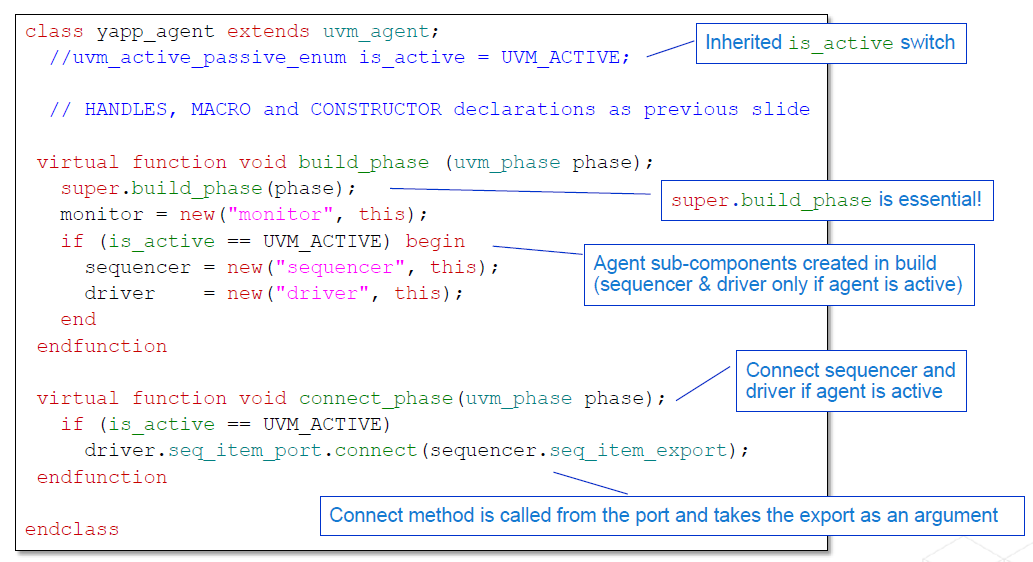 class yapp_agent extends uvm_agent;
//uvm_active_passive_enum is_active = UVM_ACTIVE;
Inherited is_active switch
// HANDLES, MACRO and CONSTRUCTOR declarations as previous slide
virtual function void build_phase (uvm_phase phase);
super.build_phase(phase);
super.build_phase is essential!
monitor = new("monitor", this);
if (is_active == UVM_ACTIVE) begin
sequencer = new("sequencer", this);
driver    = new("driver", this);
Agent sub-components created in build
(sequencer & driver only if agent is active)
end
endfunction
virtual function void connect_phase(uvm_phase phase);
Connect sequencer and
driver if agent is active
if (is_active == UVM_ACTIVE)
driver.seq_item_port.connect(sequencer.seq_item_export);
endfunction
Connect method is called from the port and takes the export as an argument
endclass